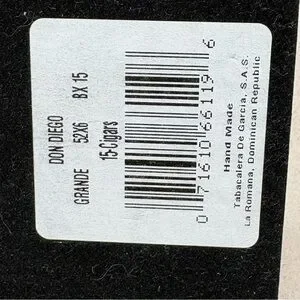 DON DIEGO
GRANDE 52X6 BX 15
15-Cigars
0 71610 66119 6
Hand Made
Tabacalera De Garcia, S.A.S.
La Romana, Dominican Republic